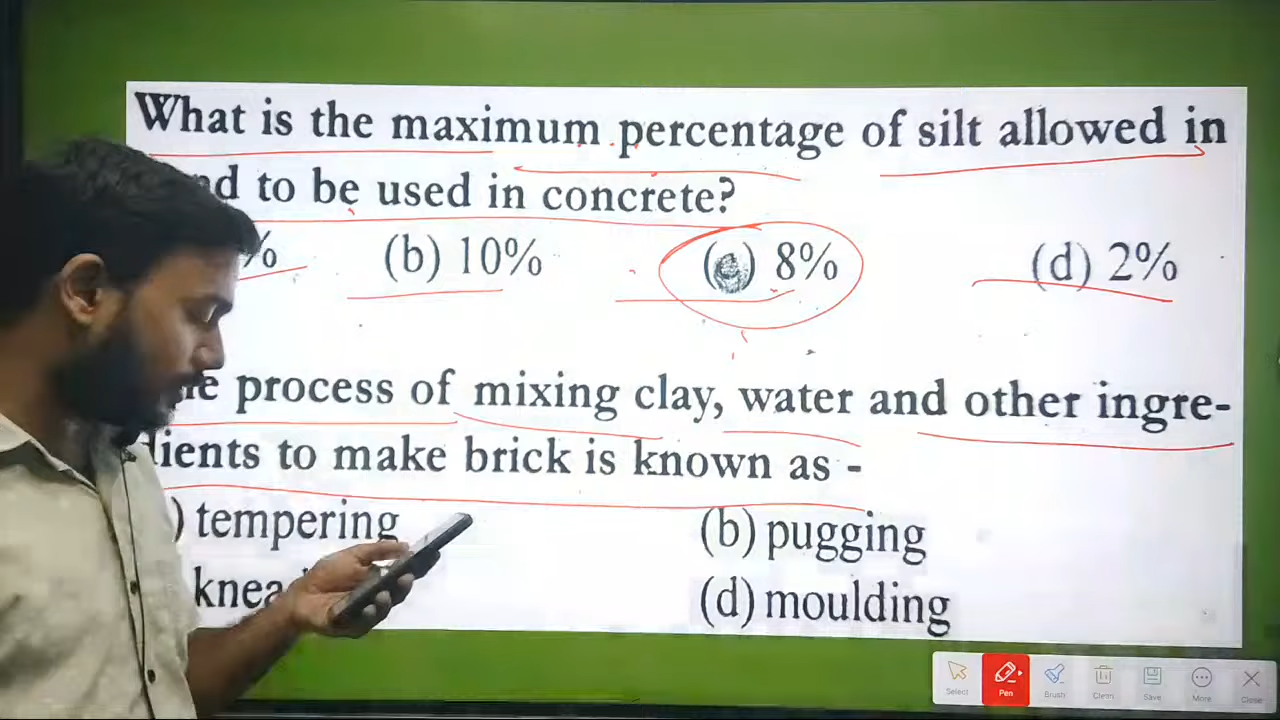 What is the maximum percentage of silt allowed in
to be used in concrete?
(b) 10% (c) 8% (d) 2%
process of mixing clay, water and other ingre-
dients to make brick is known as -
) tempering (b) pugging
(d) moulding
Select Pen Brush Clean Save More Close